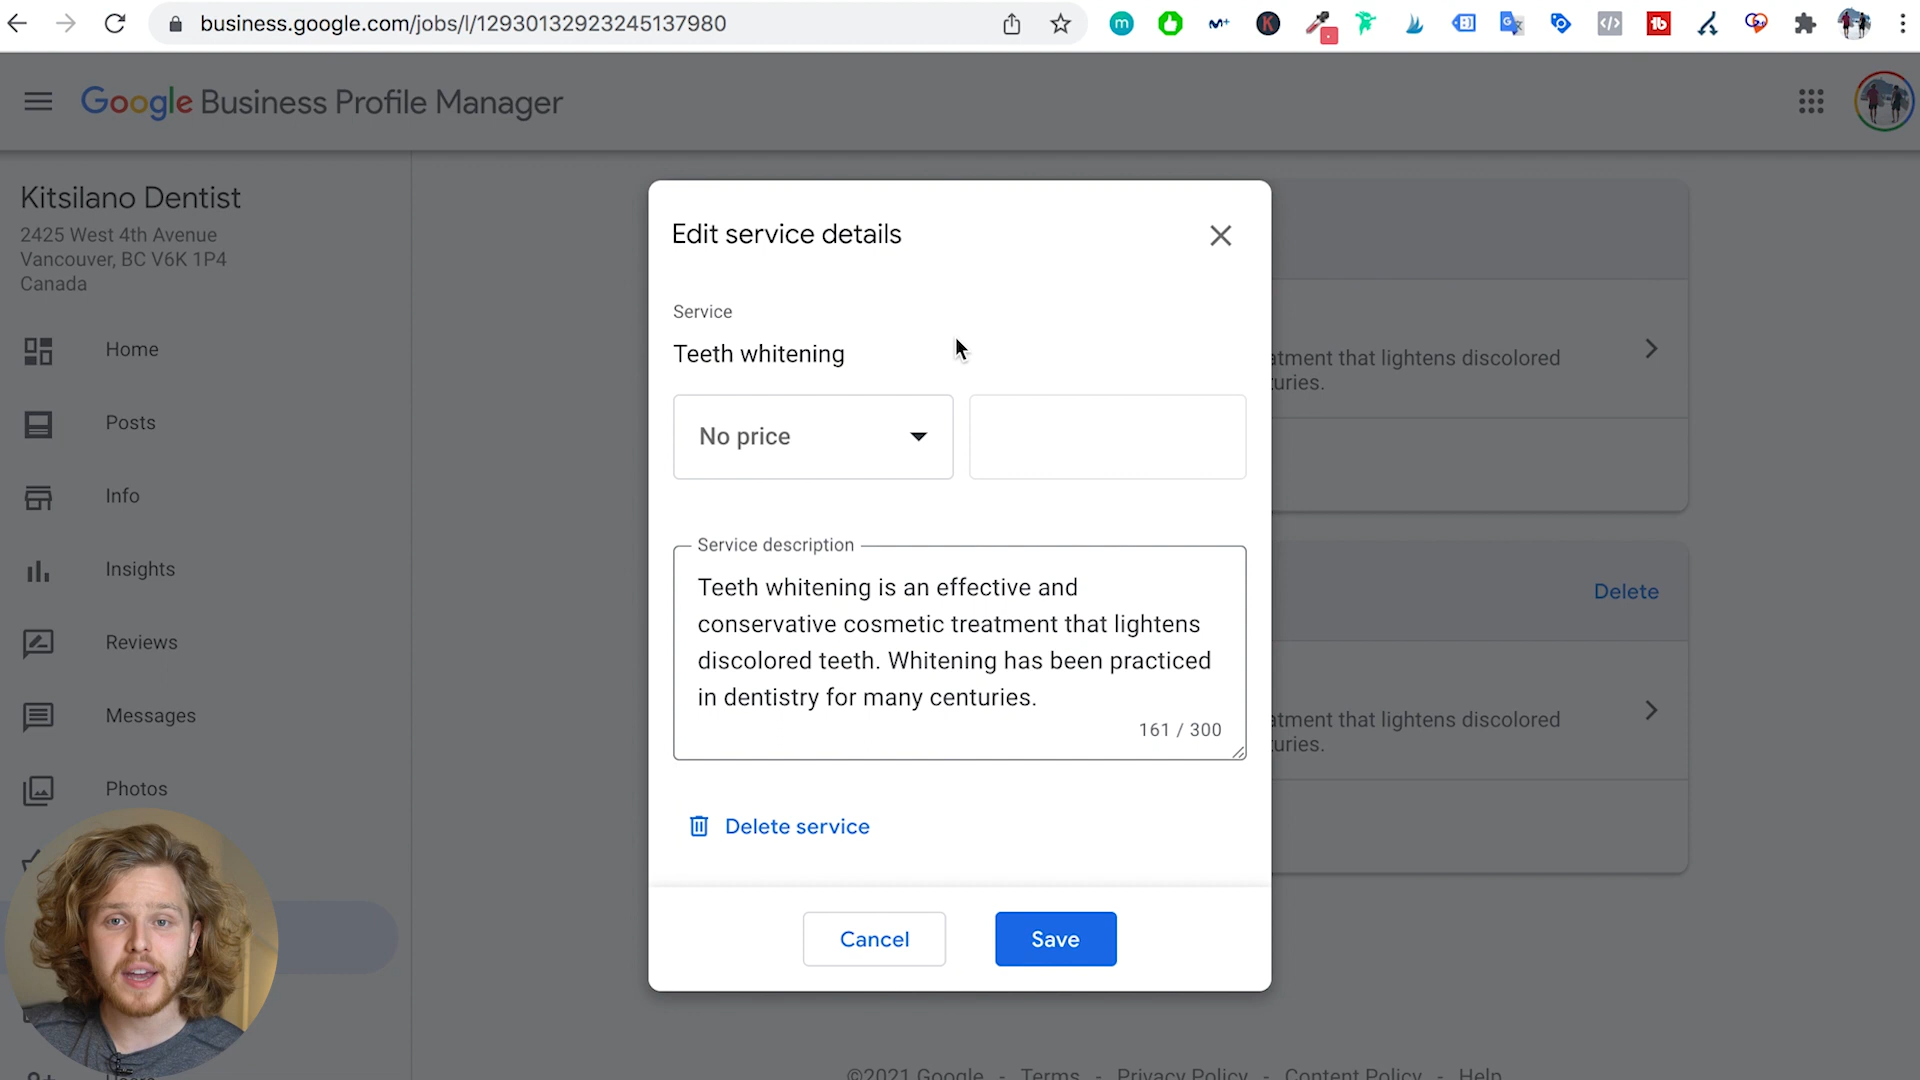 business.google.com/jobs/l/12930132923245137980
Google Business Profile Manager
Kitsilano Dentist
2425 West 4th Avenue
Vancouver, BC V6K 1P4
Canada
Home
Posts
Info
Insights
Reviews
Messages
Photos
Edit service details
Service
Teeth whitening
No price
Service description
Teeth whitening is an effective and
conservative cosmetic treatment that lightens
discolored teeth. Whitening has been practiced
in dentistry for many centuries.
161 / 300
Delete service
Cancel
Save
tment that lightens discolored
uries.
Delete
tment that lightens discolored
uries.
©2021 Google - Terms - Privacy Policy - Content Policy - Help